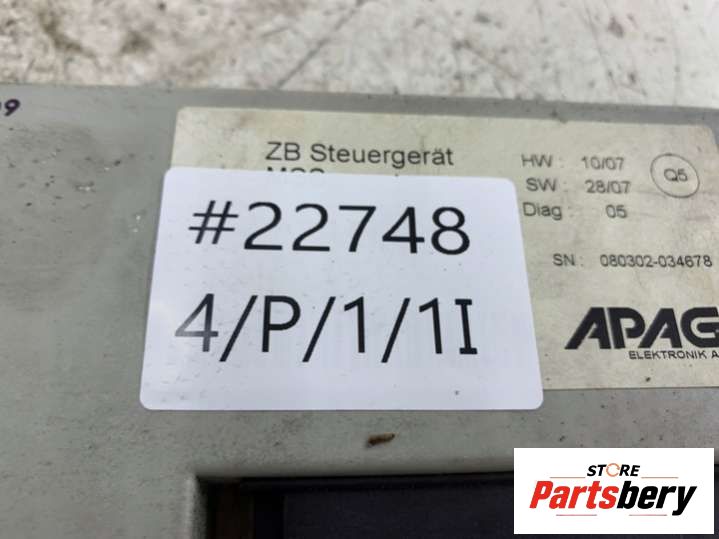 ZB Steuergerät
HW : 10/07
SW : 28/07
Diag : 05
Q5
SN : 080302-034678
#22748
4/P/1/1I
APAG
ELEKTRONIK
STORE
Partsbery